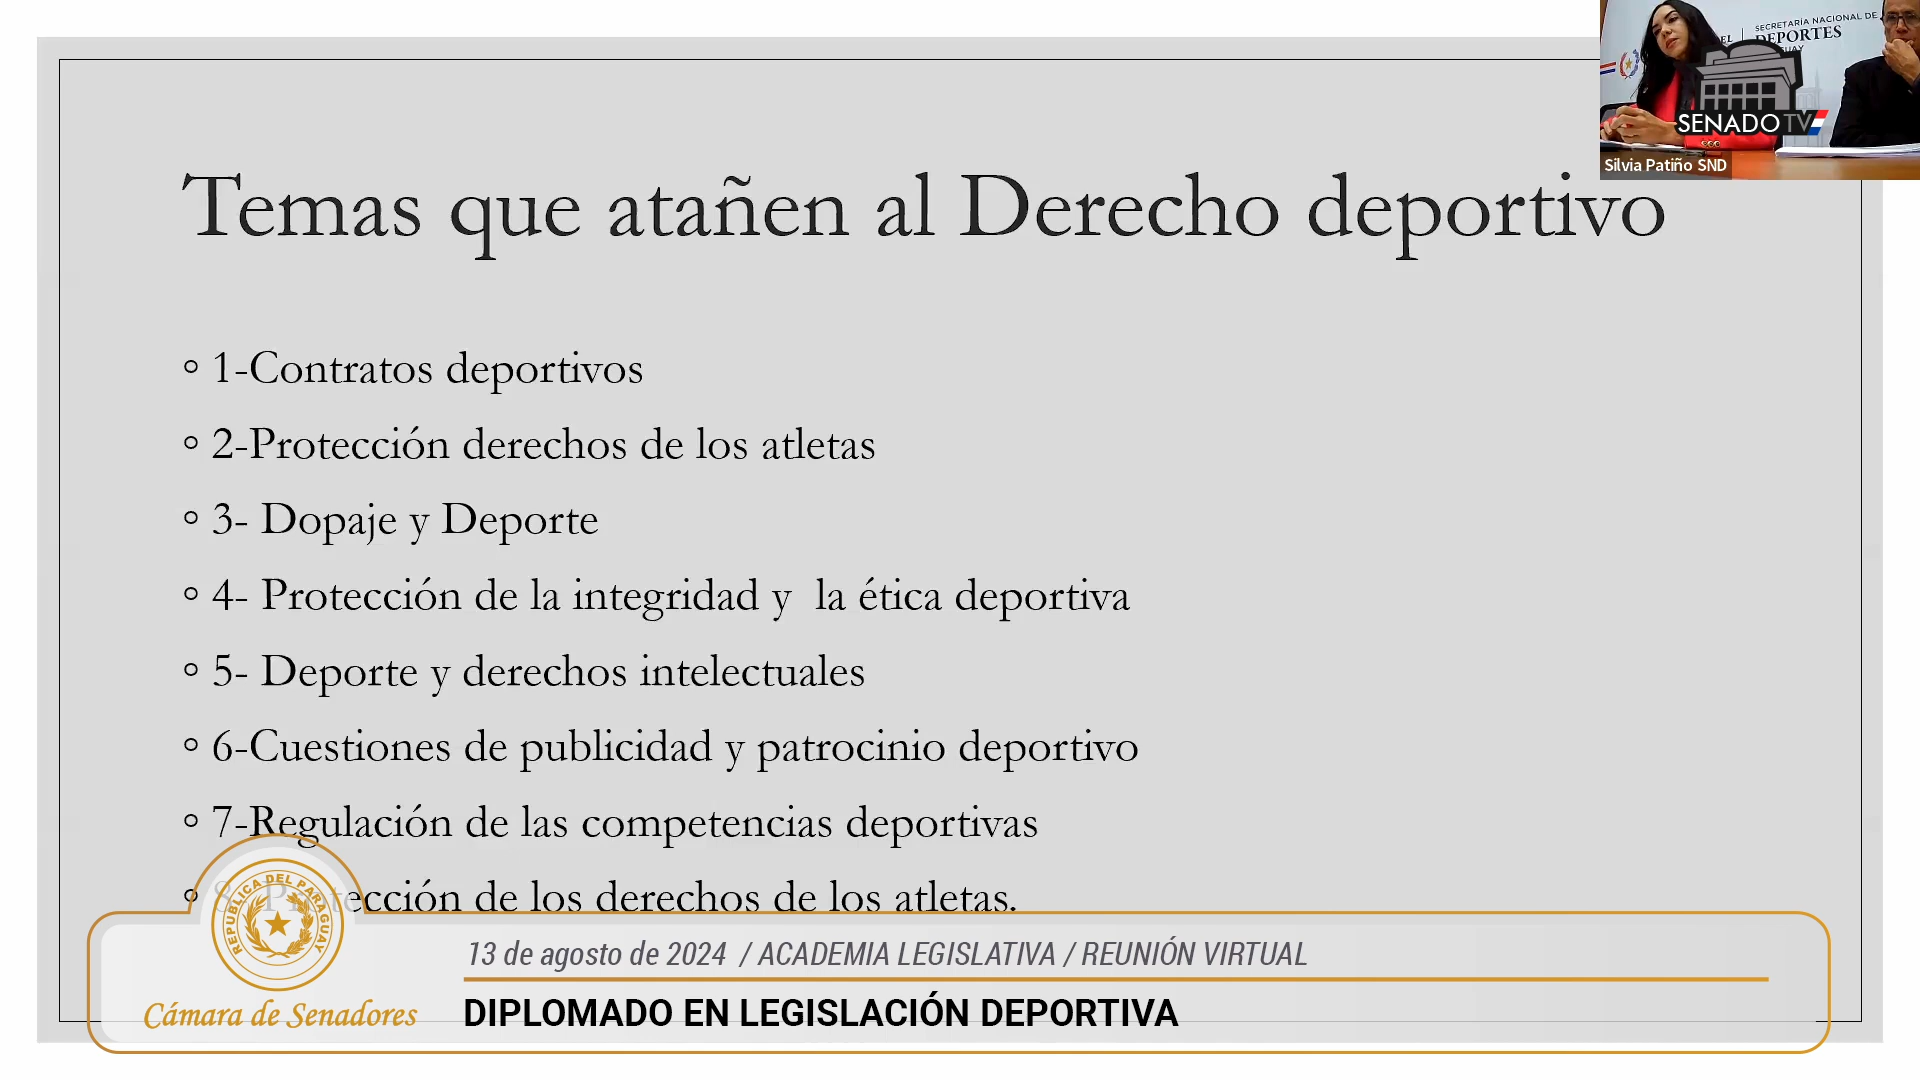 Temas que atañen al Derecho deportivo
SECRETARÍA NACIONAL DE
DEPORTES
SENADO TV
Silvia Patiño SND
1-Contratos deportivos
2-Protección derechos de los atletas
3- Dopaje y Deporte
4- Protección de la integridad y  la ética deportiva
5- Deporte y derechos intelectuales
6-Cuestiones de publicidad y patrocinio deportivo
7-Regulación de las competencias deportivas
8- Protección de los derechos de los atletas.
REPUBLICA DEL PARAGUAY
Cámara de Senadores
13 de agosto de 2024 / ACADEMIA LEGISLATIVA / REUNIÓN VIRTUAL
DIPLOMADO EN LEGISLACIÓN DEPORTIVA